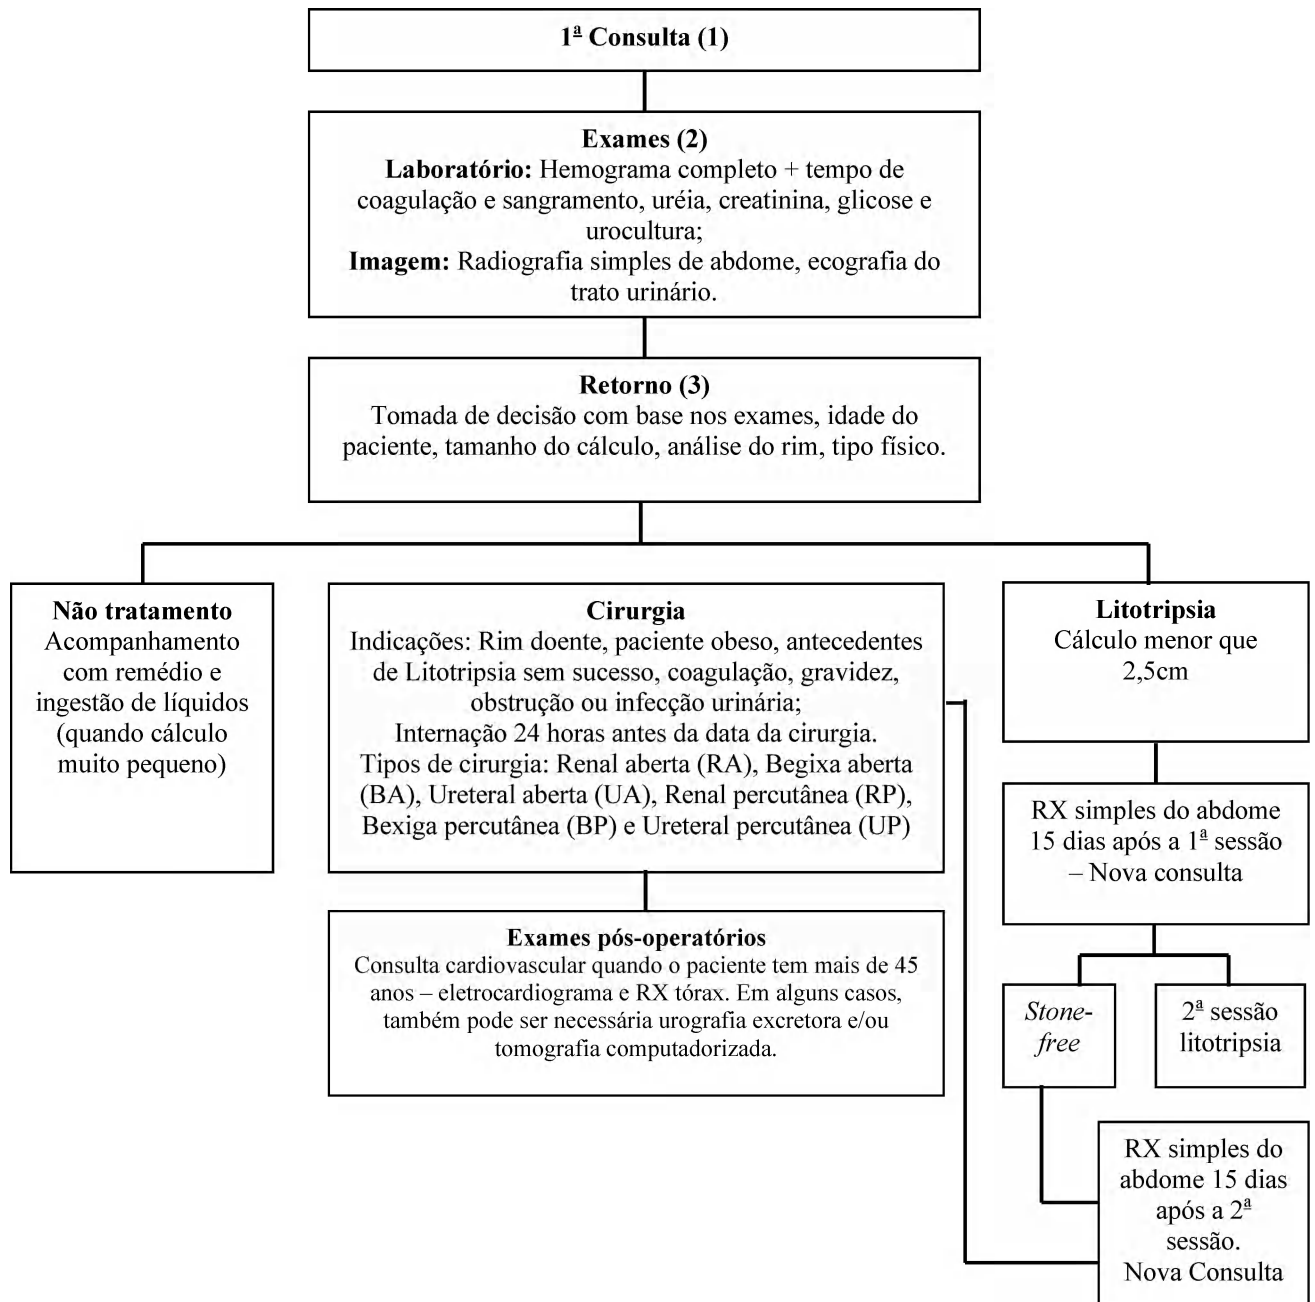 1ª Consulta (1)
Exames (2)
Laboratório: Hemograma completo + tempo de
coagulação e sangramento, uréia, creatinina, glicose e
urocultura;
Imagem: Radiografia simples de abdome, ecografia do
trato urinário.
Retorno (3)
Tomada de decisão com base nos exames, idade do
paciente, tamanho do cálculo, análise do rim, tipo físico.
Não tratamento
Acompanhamento
com remédio e
ingestão de líquidos
(quando cálculo
muito pequeno)
Cirurgia
Indicações: Rim doente, paciente obeso, antecedentes
de Litotripsia sem sucesso, coagulação, gravidez,
obstrução ou infecção urinária;
Internação 24 horas antes da data da cirurgia.
Tipos de cirurgia: Renal aberta (RA), Begixa aberta
(BA), Ureteral aberta (UA), Renal percutânea (RP),
Bexiga percutânea (BP) e Ureteral percutânea (UP)
Exames pós-operatórios
Consulta cardiovascular quando o paciente tem mais de 45
anos – eletrocardiograma e RX tórax. Em alguns casos,
também pode ser necessária urografia excretora e/ou
tomografia computadorizada.
Litotripsia
Cálculo menor que
2,5cm
RX simples do abdome
15 dias após a 1ª sessão
– Nova consulta
Stone-
free
2ª sessão
litotripsia
RX simples do
abdome 15 dias
após a 2ª
sessão.
Nova Consulta